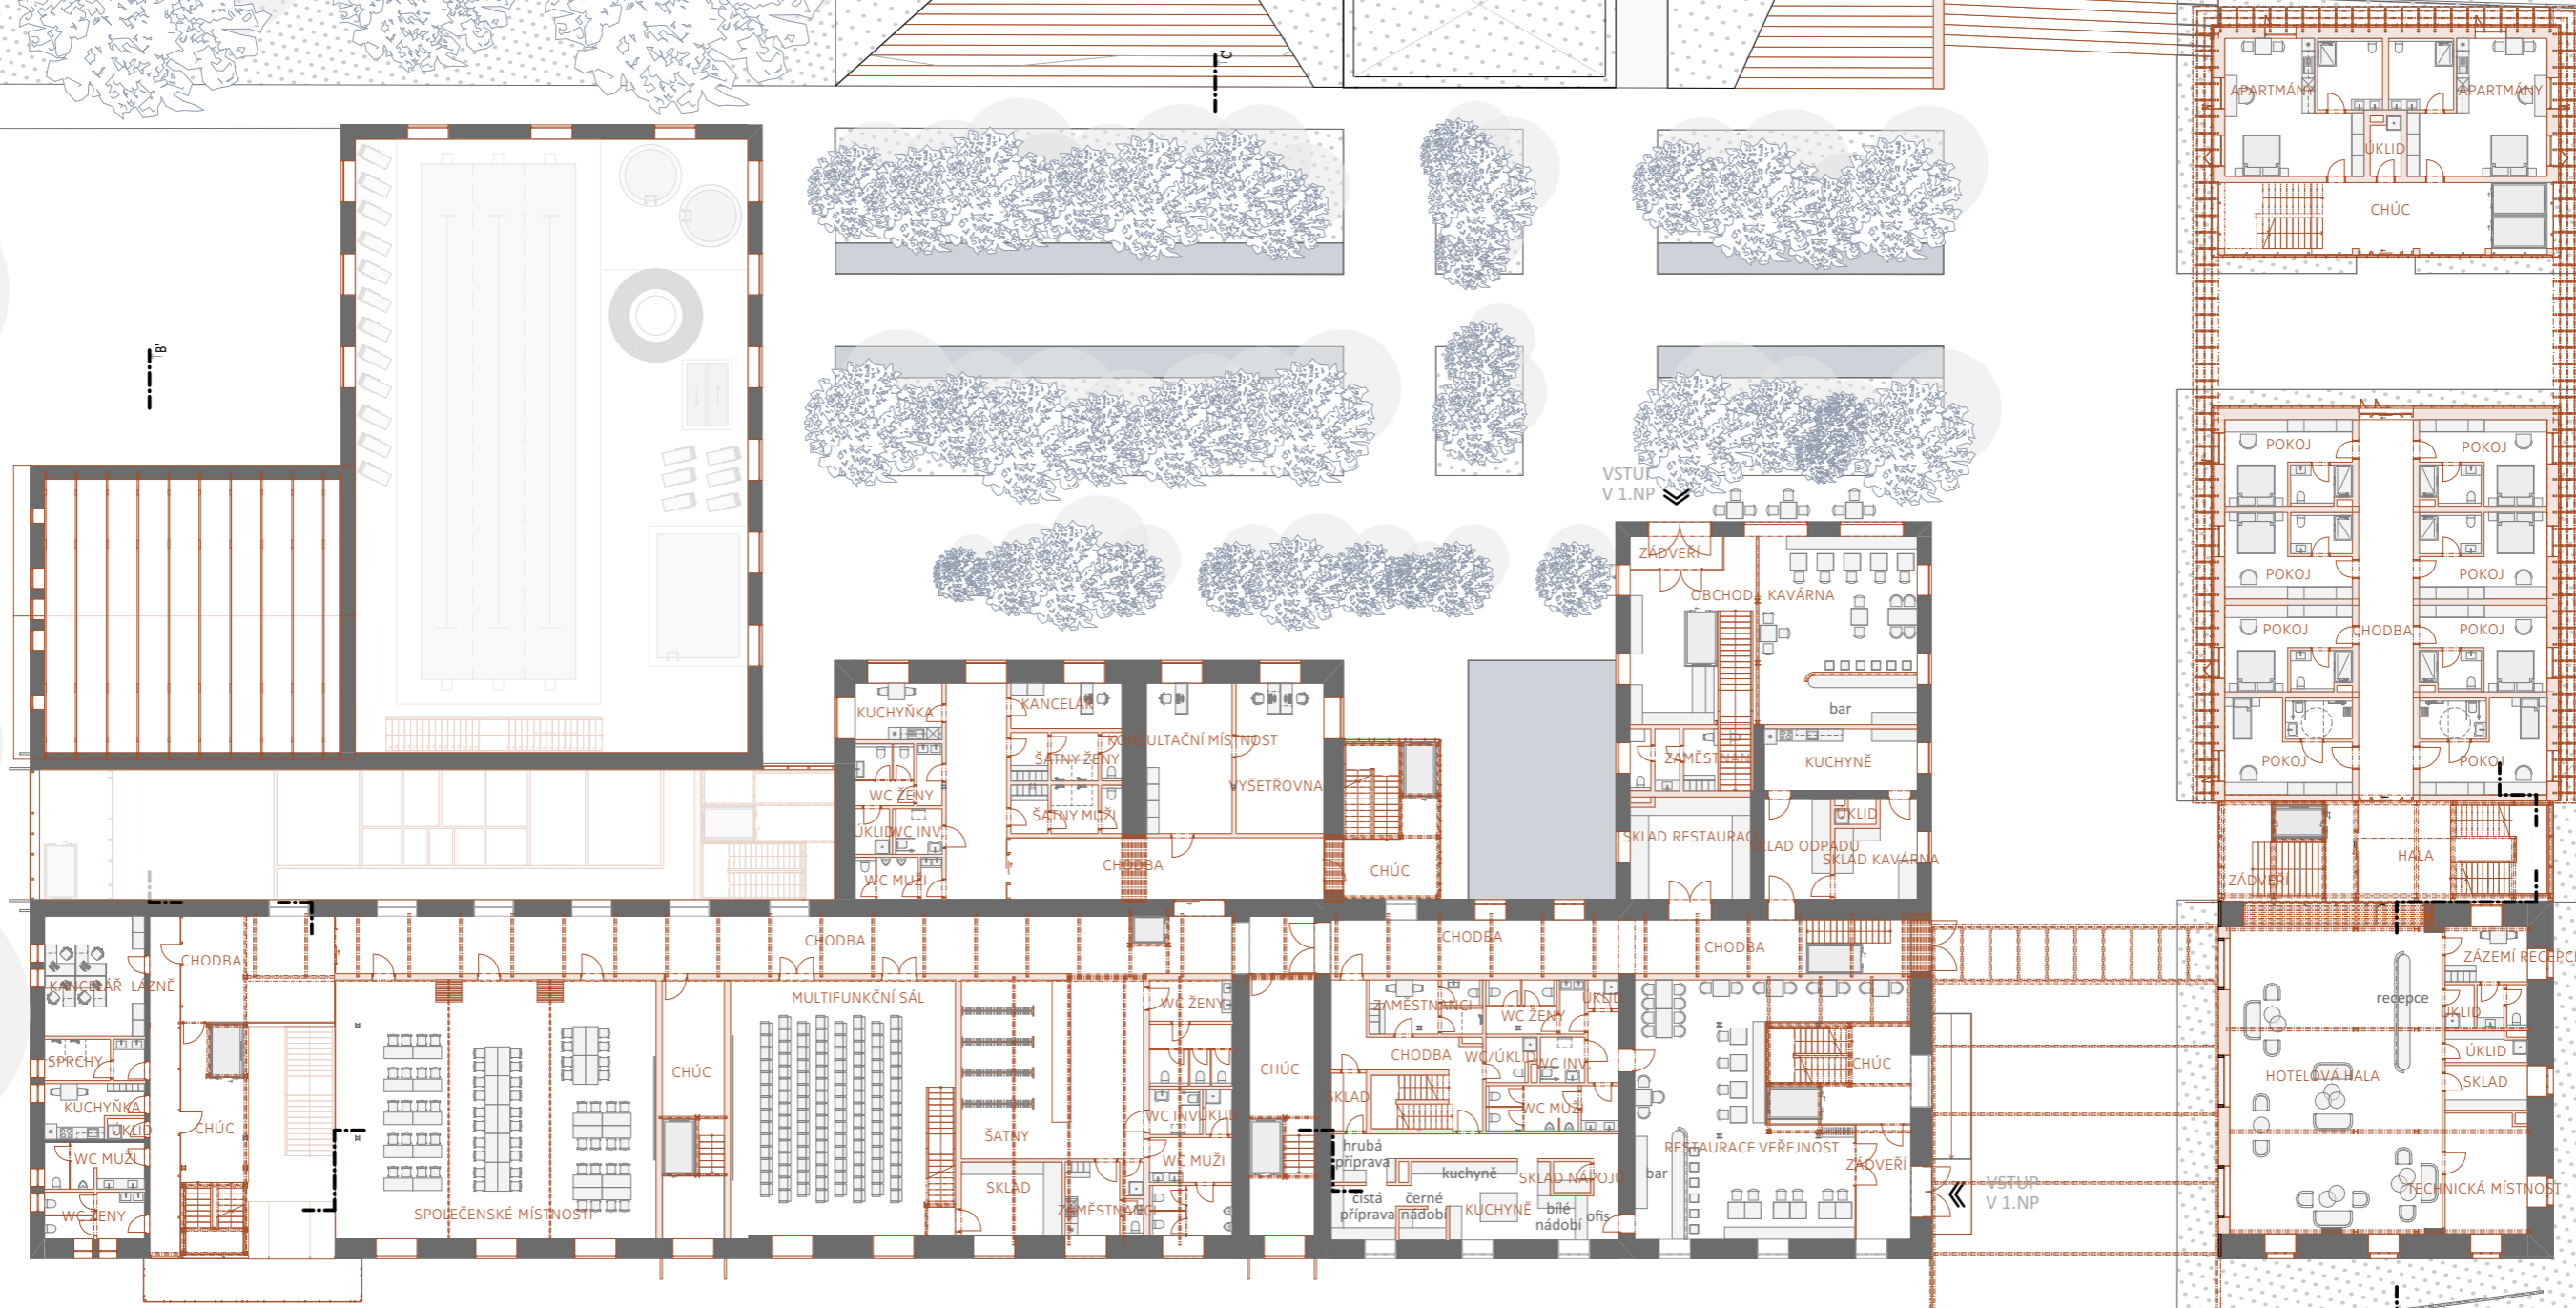 C'
APARTMÁNY
APARTMÁNY
ÚKLID
CHÚC
B'
VSTUP
V 1.NP
POKOJ
POKOJ
ZÁDVEŘÍ
POKOJ
POKOJ
OBCHOD
KAVÁRNA
POKOJ
CHODBA
POKOJ
KUCHYŇKA
KANCELÁŘ
bar
KONZULTAČNÍ MÍSTNOST
ŠATNY ŽENY
ZAMĚSTNANCI
KUCHYNĚ
POKOJ
POKOJ
VYŠETŘOVNA
WC ŽENY
ŠATNY MUŽI
ÚKLID
ÚKLID
WC INV.
SKLAD RESTAURACE
SKLAD ODPADU
SKLAD KAVÁRNA
HALA
CHODBA
CHÚC
WC MUŽI
ZÁDVEŘÍ
CHODBA
CHODBA
CHODBA
CHODBA
ZÁZEMÍ RECEPCE
KANCELÁŘ LÁZNĚ
MULTIFUNKČNÍ SÁL
WC ŽENY
ZAMĚSTNANCI
WC ŽENY
ÚKLID
recepce
ÚKLID
SPRCHY
CHÚC
CHÚC
CHODBA
WC/ÚKLID
WC INV.
CHÚC
ÚKLID
HOTELOVÁ HALA
SKLAD
KUCHYŇKA
ÚKLID
CHÚC
ŠATNY
WC INV.
ÚKLID
SKLAD
WC MUŽI
WC MUŽI
WC MUŽI
hrubá
příprava
kuchyně
SKLAD NÁPOJŮ
bar
RESTAURACE VEŘEJNOST
ZÁDVEŘÍ
VSTUP
V 1.NP
TECHNICKÁ MÍSTNOST
SKLAD
WC ŽENY
SPOLEČENSKÉ MÍSTNOSTI
ZAMĚSTNANCI
čistá
příprava
černé
nádobí
KUCHYNĚ
bílé
nádobí
ofis